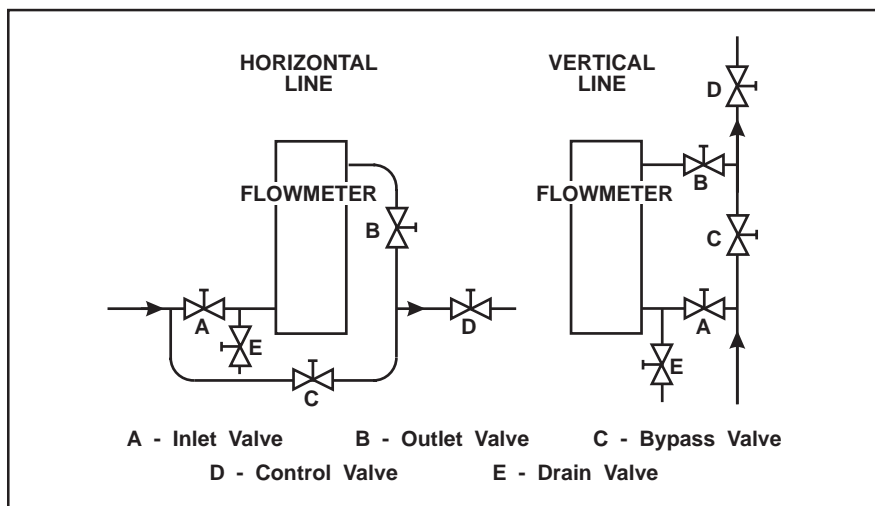 HORIZONTAL
LINE
FLOWMETER
B
A
E
D
C
VERTICAL
LINE
D
B
FLOWMETER
C
A
E
A - Inlet Valve B - Outlet Valve C - Bypass Valve
D - Control Valve E - Drain Valve